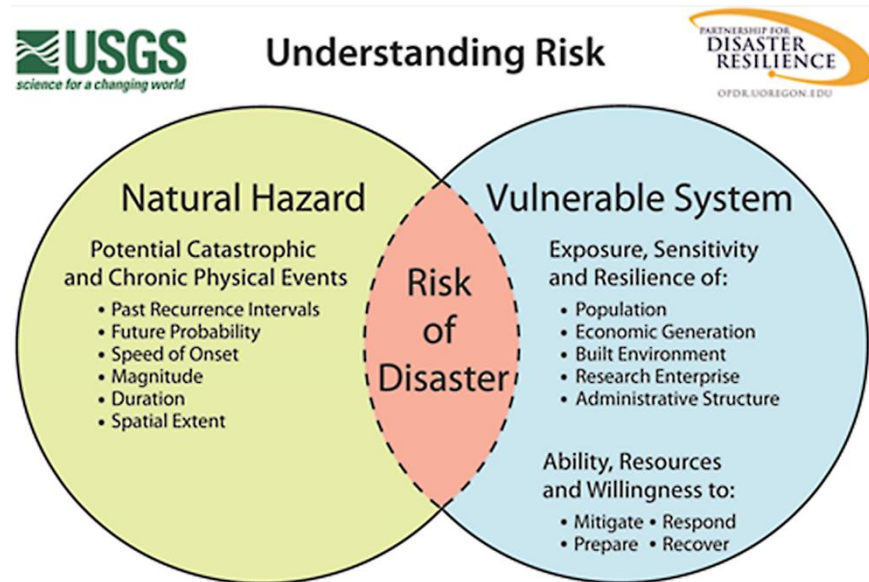 USGS
science for a changing world
Understanding Risk
PARTNERSHIP FOR
DISASTER
RESILIENCE
OPDR.UOREGON.EDU
Natural Hazard
Potential Catastrophic
and Chronic Physical Events
• Past Recurrence Intervals
• Future Probability
• Speed of Onset
• Magnitude
• Duration
• Spatial Extent
Risk
of
Disaster
Vulnerable System
Exposure, Sensitivity
and Resilience of:
• Population
• Economic Generation
• Built Environment
• Research Enterprise
• Administrative Structure
Ability, Resources
and Willingness to:
• Mitigate • Respond
• Prepare • Recover